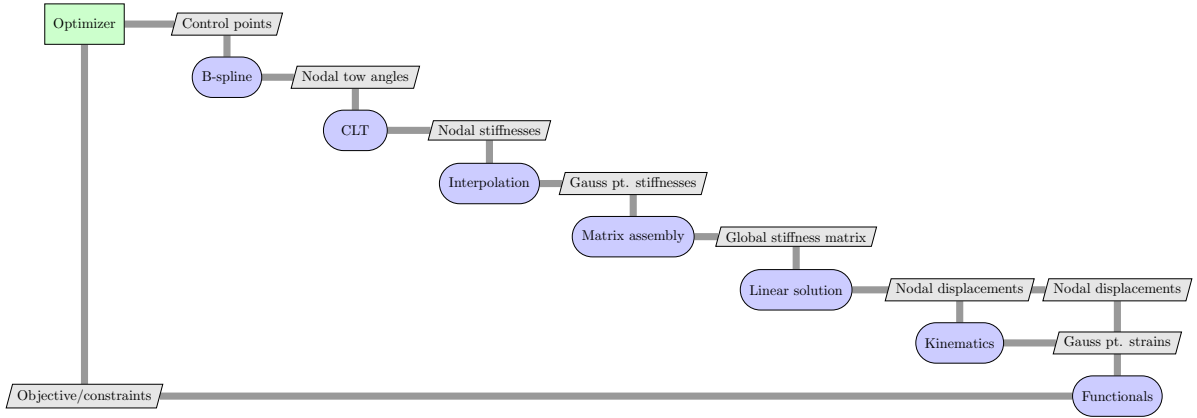 Optimizer
Control points
B-spline
Nodal tow angles
CLT
Nodal stiffnesses
Interpolation
Gauss pt. stiffnesses
Matrix assembly
Global stiffness matrix
Linear solution
Nodal displacements
Nodal displacements
Kinematics
Gauss pt. strains
Objective/constraints
Functionals